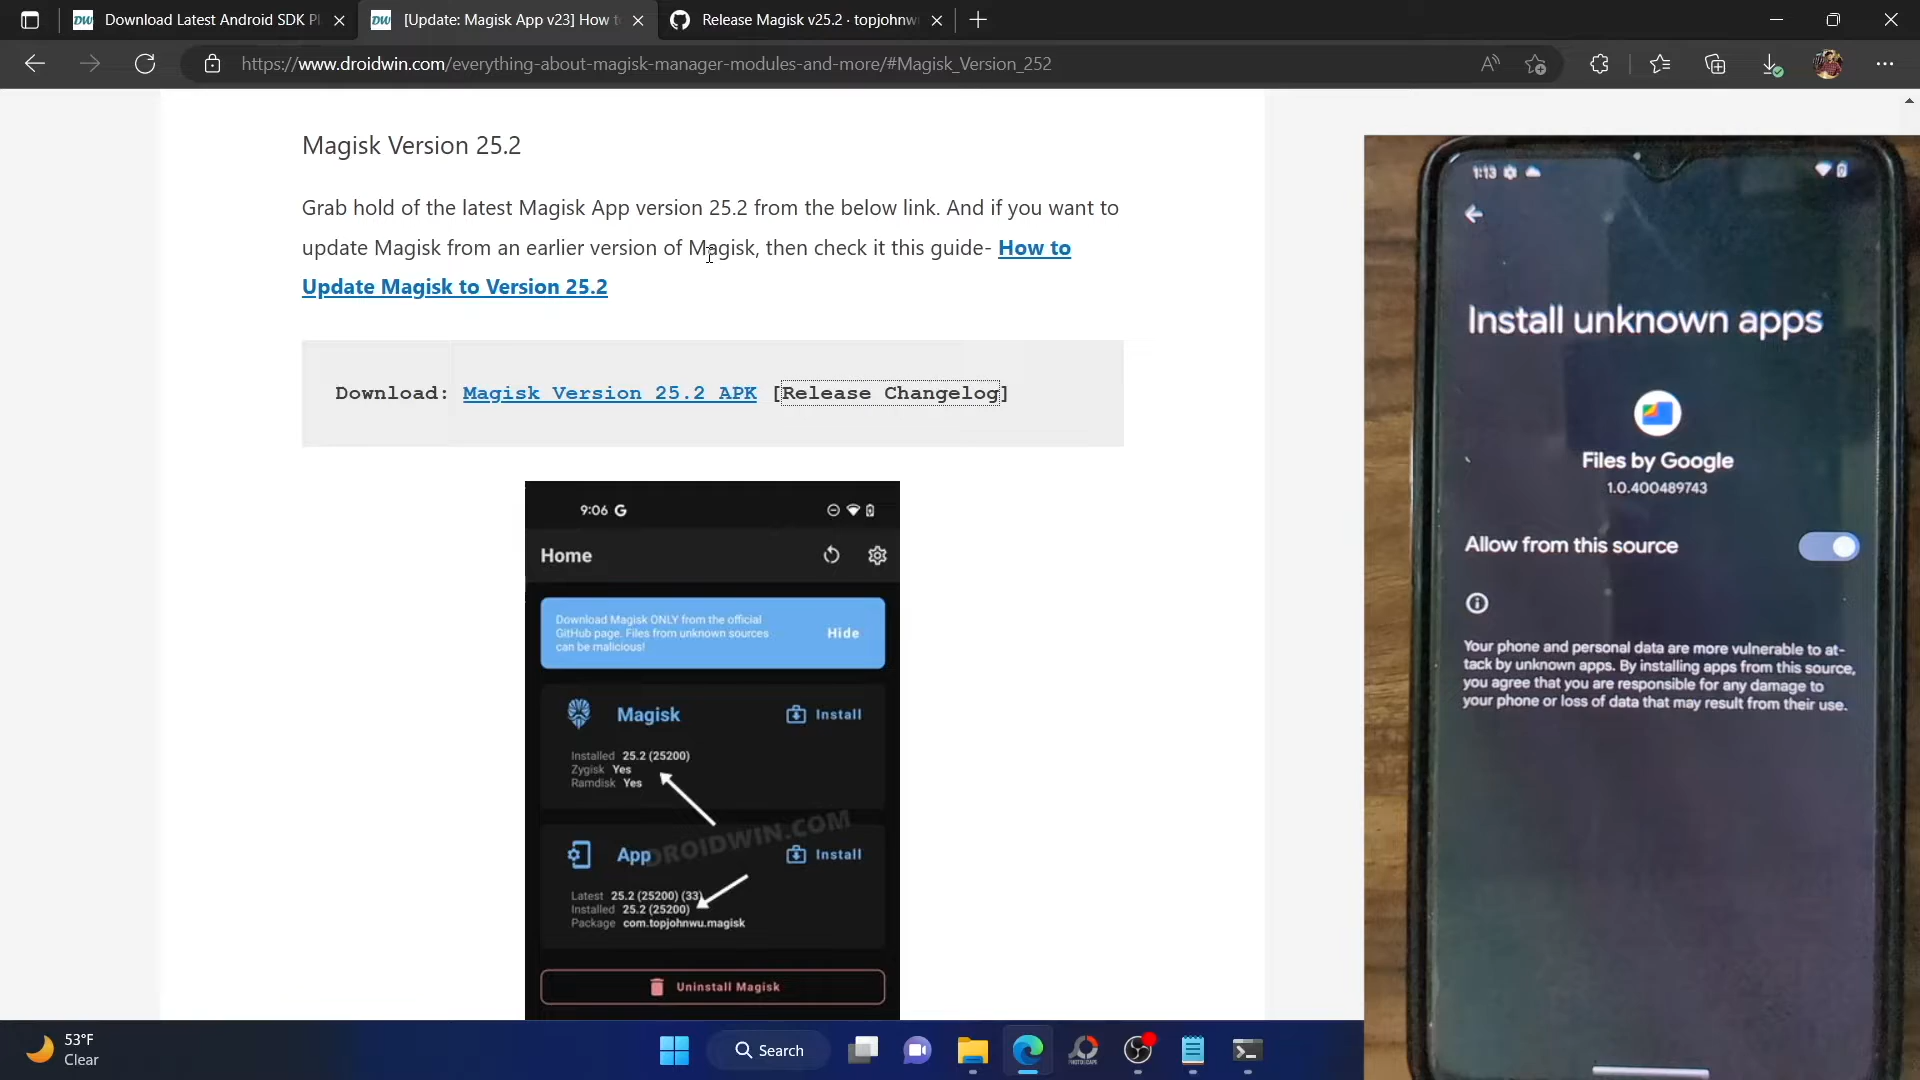 Download Latest Android SDK Pl
[Update: Magisk App v23] How to
Release Magisk v25.2 · topjohnw
https://www.droidwin.com/everything-about-magisk-manager-modules-and-more/#Magisk_Version_252
Magisk Version 25.2
Grab hold of the latest Magisk App version 25.2 from the below link. And if you want to
update Magisk from an earlier version of Magisk, then check it this guide- How to
Update Magisk to Version 25.2
Download: Magisk Version 25.2 APK [Release Changelog]
9:06 G
Home
Download Magisk ONLY from the official
GitHub page. Files from unknown sources
can be malicious!
Hide
Magisk
Install
Installed 25.2 (25200)
Zygisk Yes
Ramdisk Yes
DROIDWIN.COM
App
Install
Latest 25.2 (25200) (33)
Installed 25.2 (25200)
Package com.topjohnwu.magisk
Uninstall Magisk
1:13
Install unknown apps
Files by Google
1.0.400489743
Allow from this source
Your phone and personal data are more vulnerable to at-
tack by unknown apps. By installing apps from this source,
you agree that you are responsible for any damage to
your phone or loss of data that may result from their use.
53°F
Clear
Search